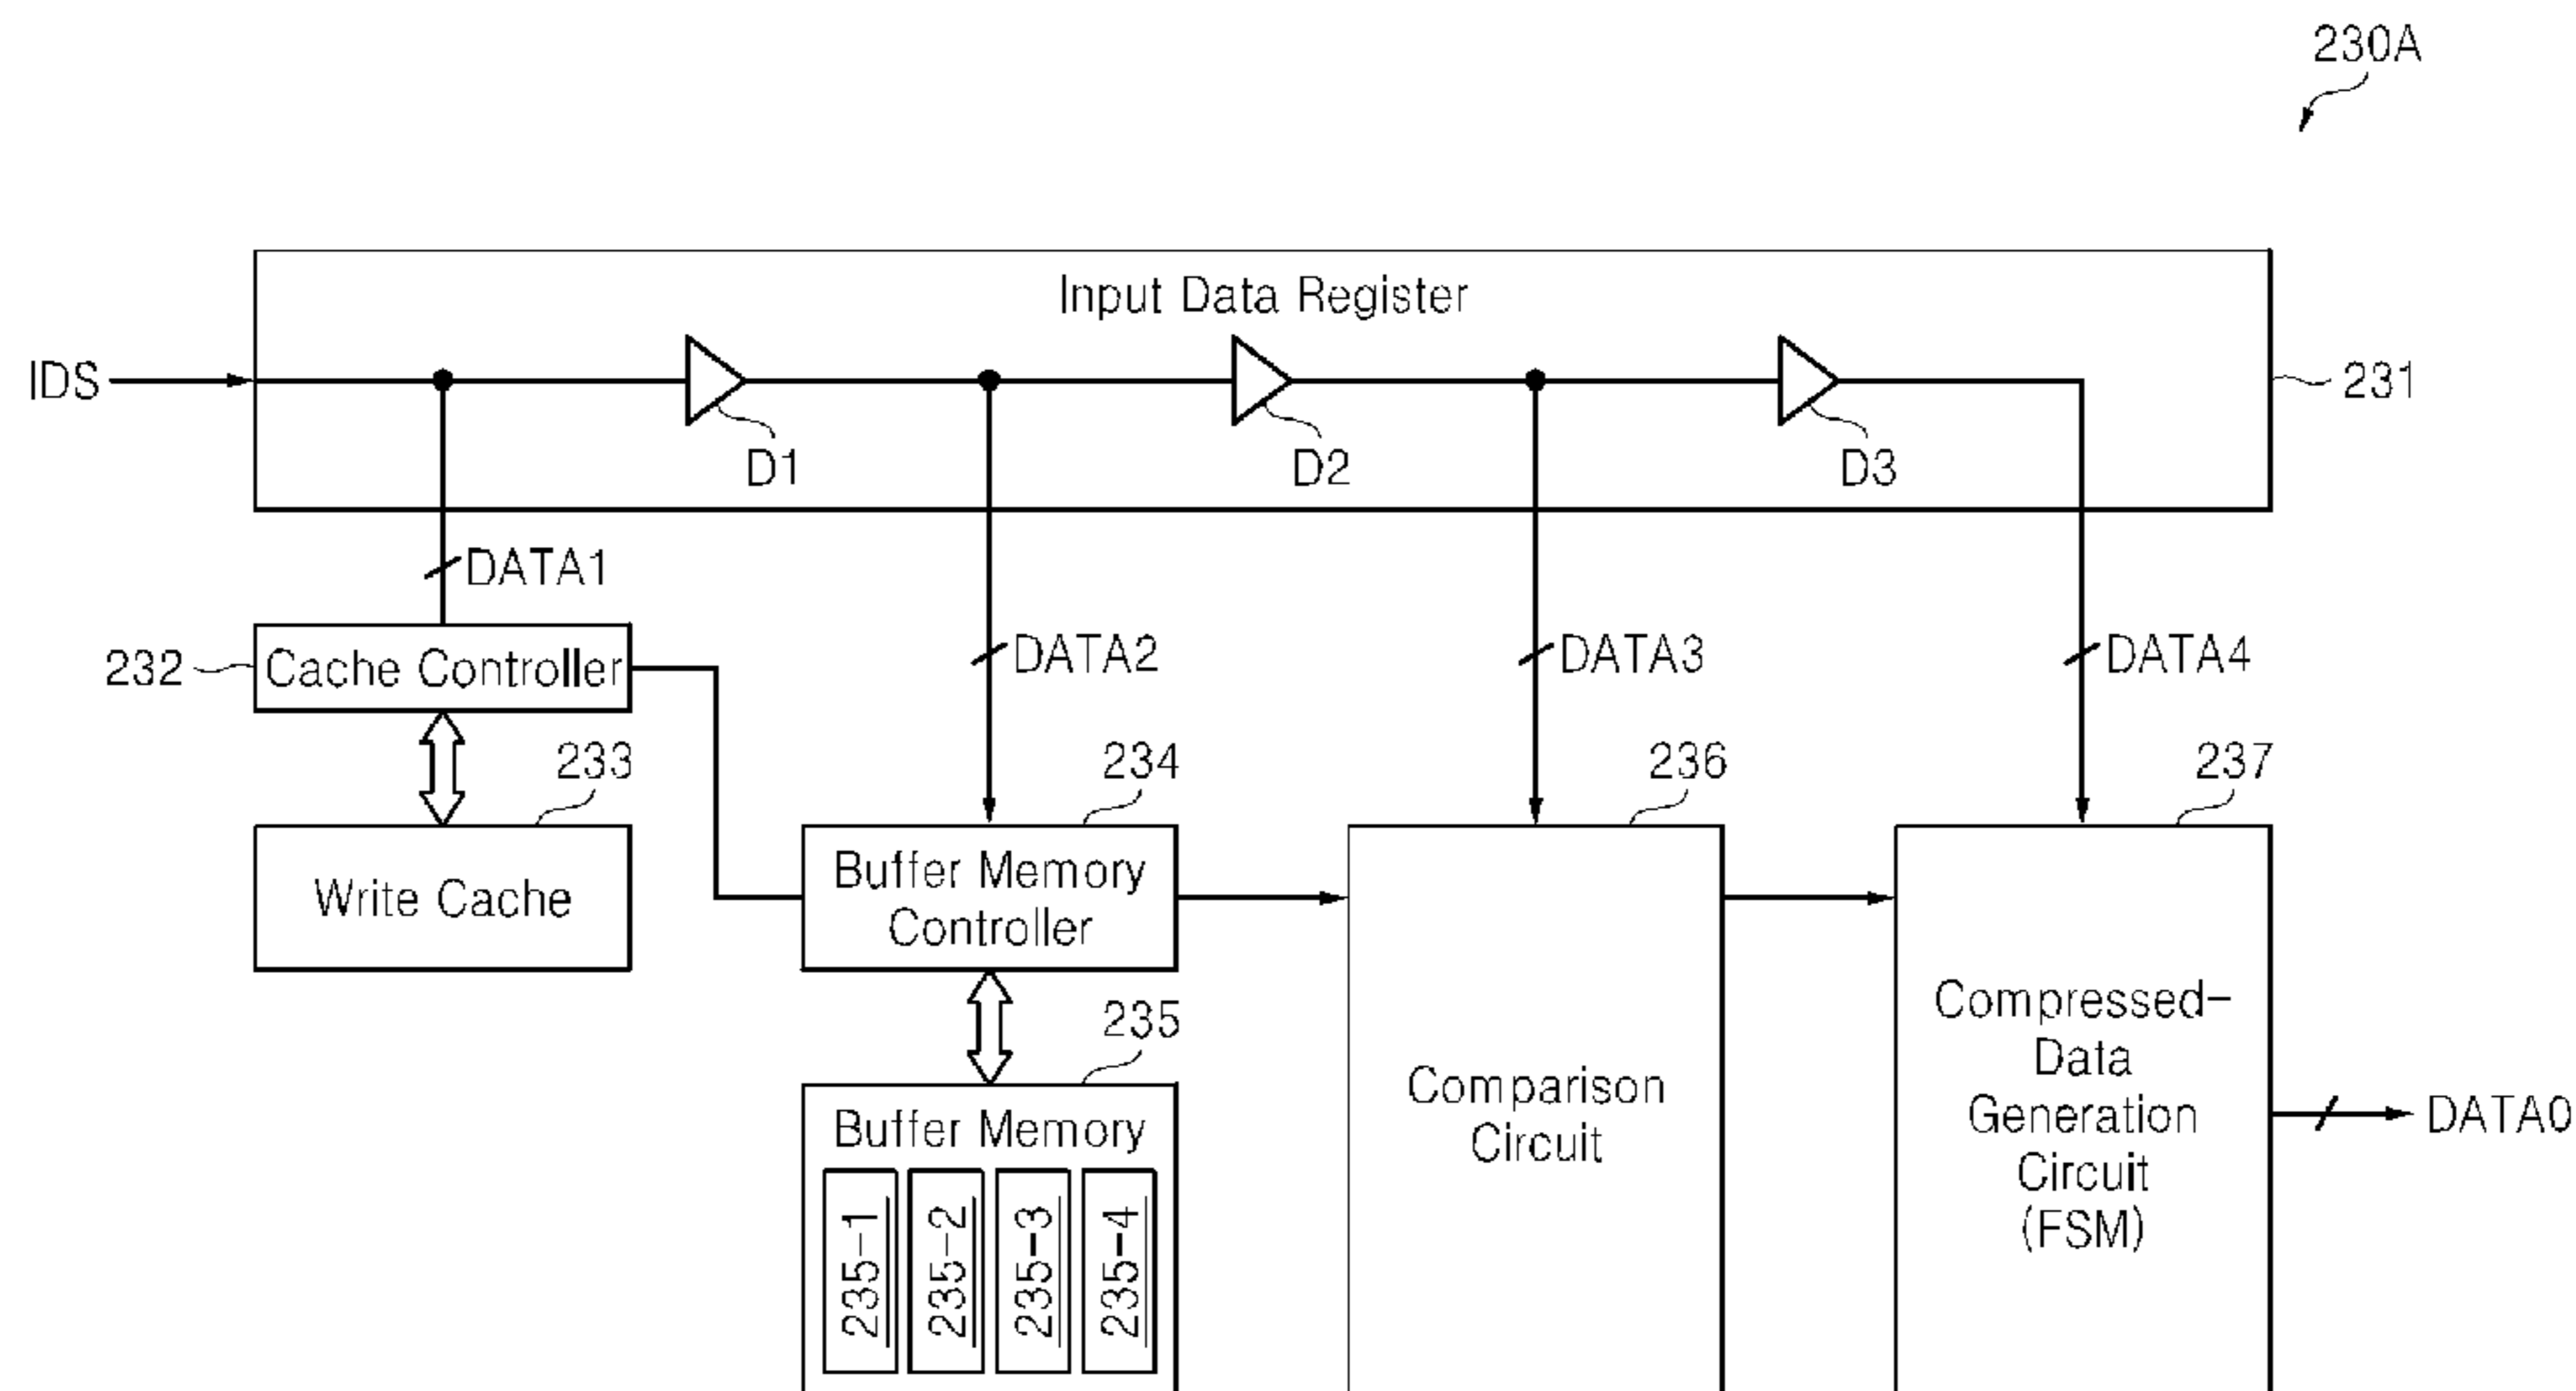 230A
Input Data Register
IDS
231
D1
D2
D3
DATA1
232
Cache Controller
DATA2
DATA3
DATA4
233
234
236
237
Write Cache
Buffer Memory
Controller
235
Buffer Memory
235-1
235-2
235-3
235-4
Comparison
Circuit
Compressed-
Data
Generation
Circuit
(FSM)
DATA0